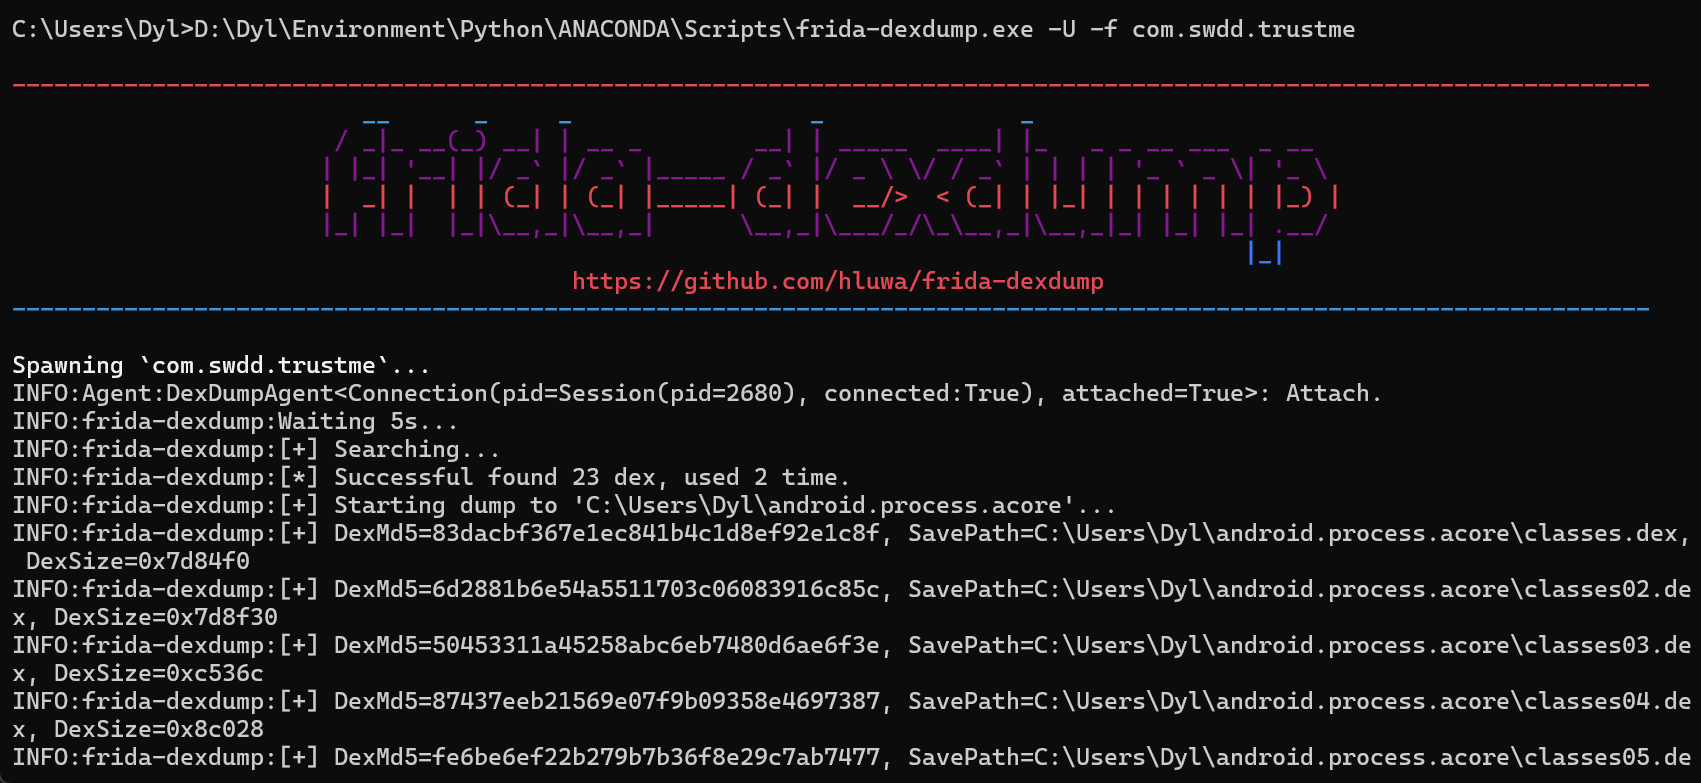 C:\Users\Dyl>D:\Dyl\Environment\Python\ANACONDA\Scripts\frida-dexdump.exe -U -f com.swdd.trustme
frida-dexdump
https://github.com/hluwa/frida-dexdump
Spawning `com.swdd.trustme`...
INFO:Agent:DexDumpAgent<Connection(pid=Session(pid=2680), connected:True), attached=True>: Attach.
INFO:frida-dexdump:Waiting 5s...
INFO:frida-dexdump:[+] Searching...
INFO:frida-dexdump:[*] Successful found 23 dex, used 2 time.
INFO:frida-dexdump:[+] Starting dump to 'C:\Users\Dyl\android.process.acore'...
INFO:frida-dexdump:[+] DexMd5=83dacbf367e1ec841b4c1d8ef92e1c8f, SavePath=C:\Users\Dyl\android.process.acore\classes.dex,
 DexSize=0x7d84f0
INFO:frida-dexdump:[+] DexMd5=6d2881b6e54a5511703c06083916c85c, SavePath=C:\Users\Dyl\android.process.acore\classes02.de
x, DexSize=0x7d8f30
INFO:frida-dexdump:[+] DexMd5=50453311a45258abc6eb7480d6ae6f3e, SavePath=C:\Users\Dyl\android.process.acore\classes03.de
x, DexSize=0xc536c
INFO:frida-dexdump:[+] DexMd5=87437eeb21569e07f9b09358e4697387, SavePath=C:\Users\Dyl\android.process.acore\classes04.de
x, DexSize=0x8c028
INFO:frida-dexdump:[+] DexMd5=fe6be6ef22b279b7b36f8e29c7ab7477, SavePath=C:\Users\Dyl\android.process.acore\classes05.de